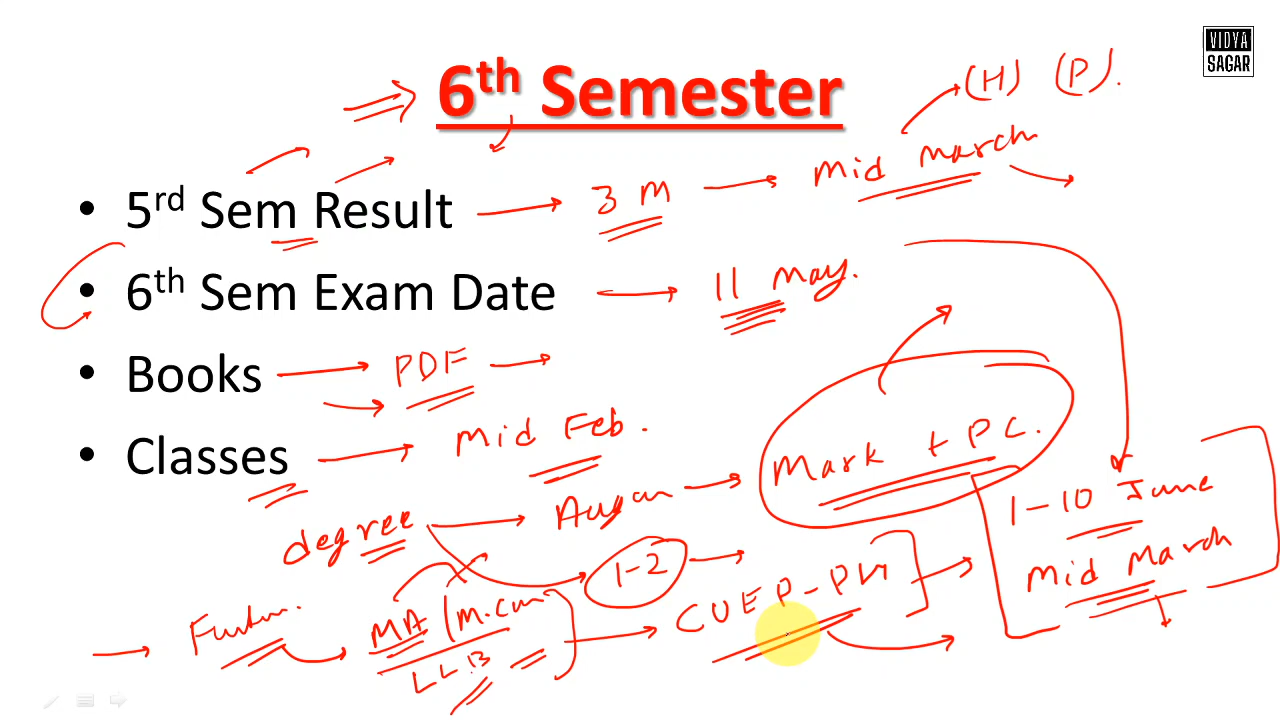 VIDYA
SAGAR
6th Semester
(H) (P).
5rd Sem Result → 3 M → Mid March
6th Sem Exam Date → 11 May.
Books → PDF →
Classes → Mid Feb.
Mark + PC.
degree
1-10 June
Mid March
1-2
MA / M.Com
LLB
CUEP-PG